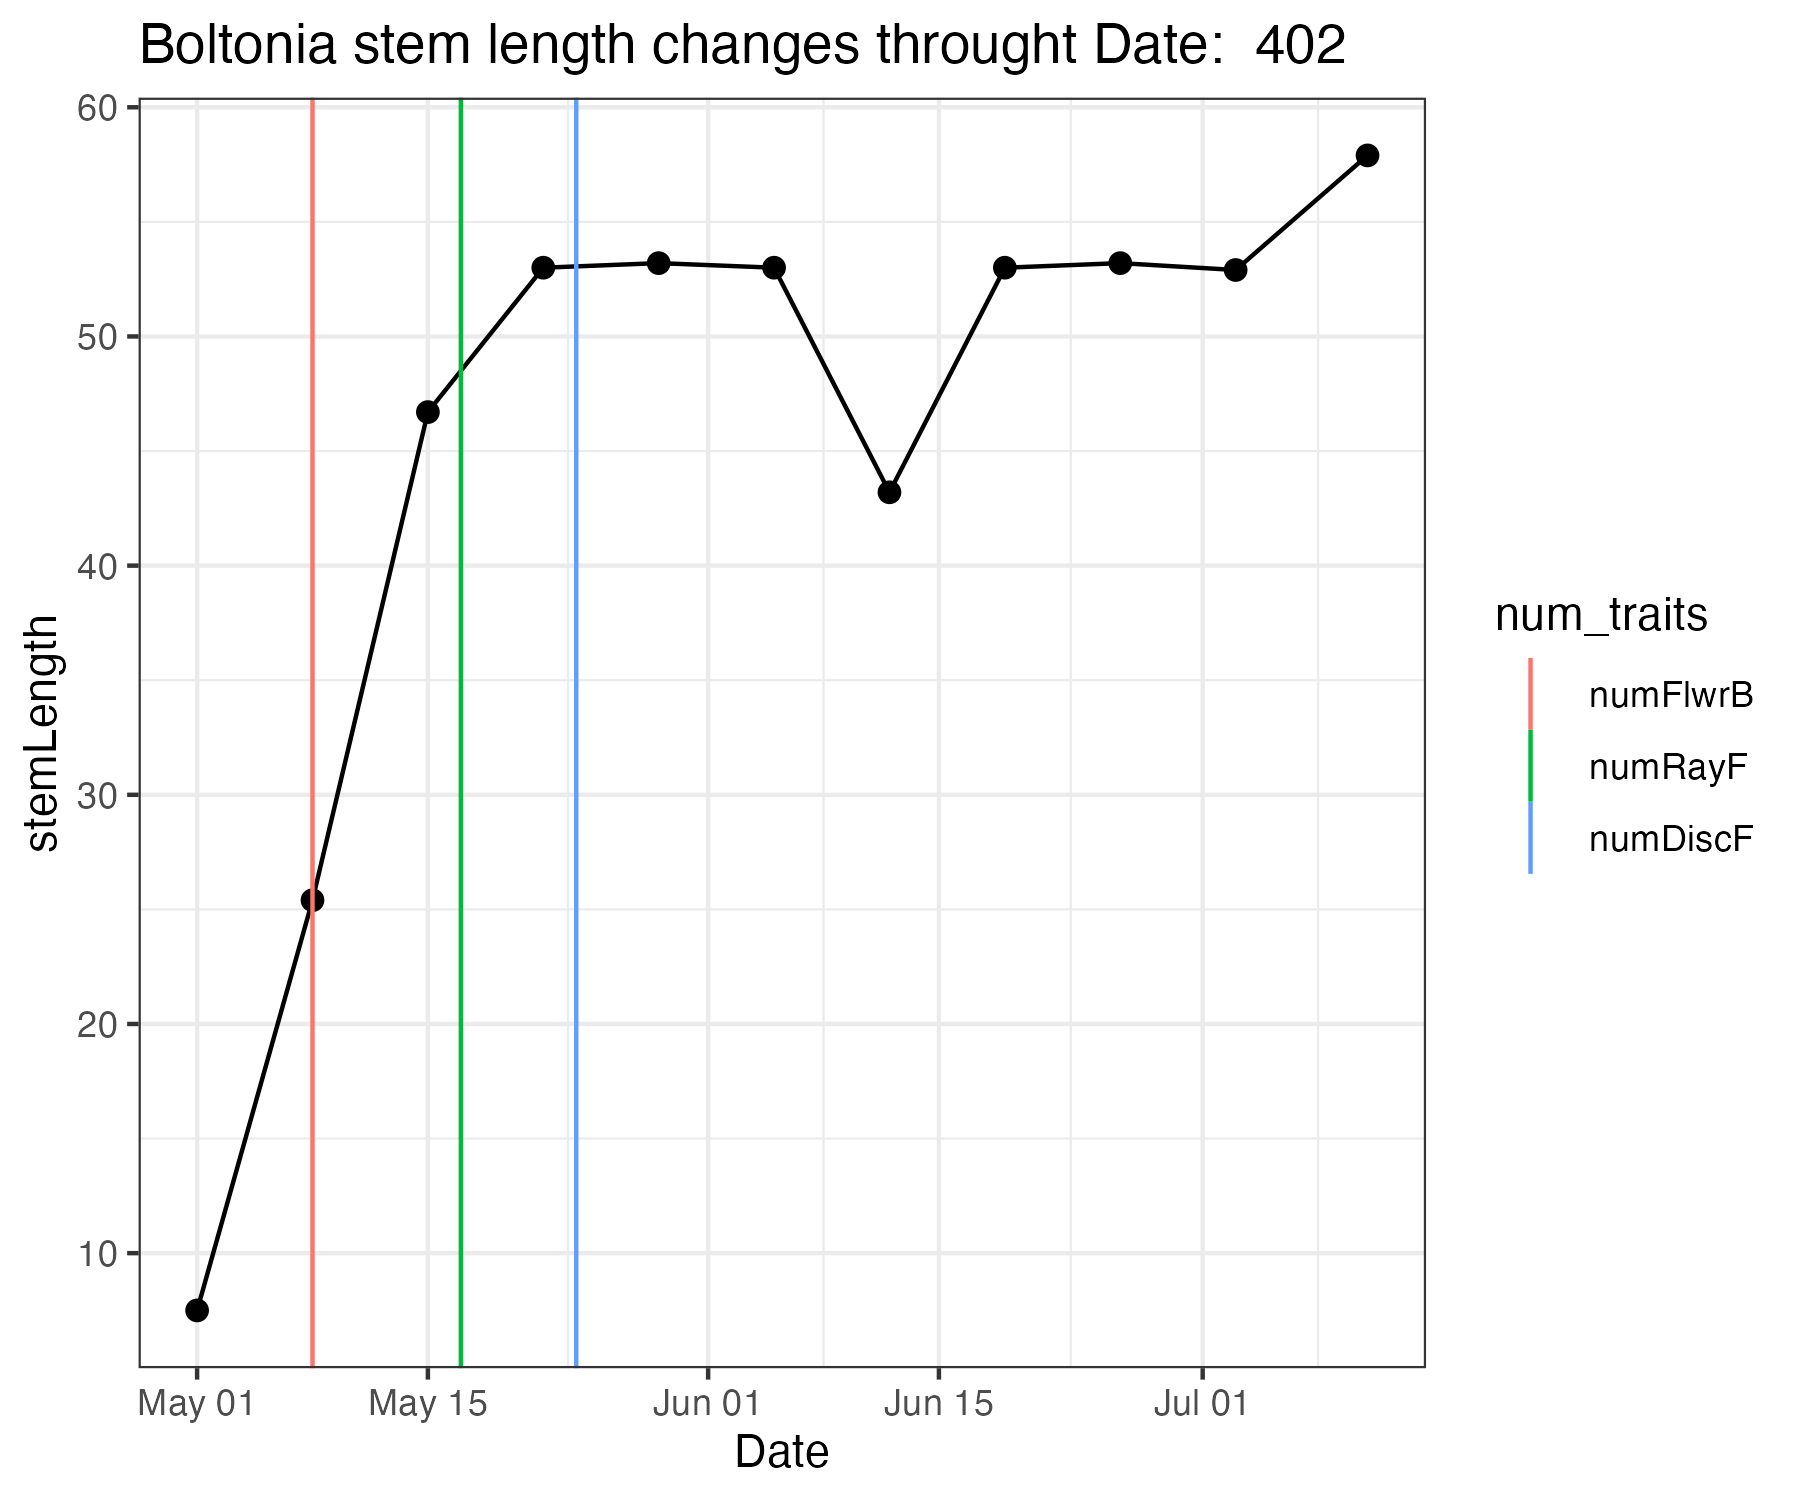 Boltonia stem length changes throught Date:  402
60
50
40
30
20
10
stemLength
May 01
May 15
Jun 01
Jun 15
Jul 01
Date
num_traits
numFlwrB
numRayF
numDiscF